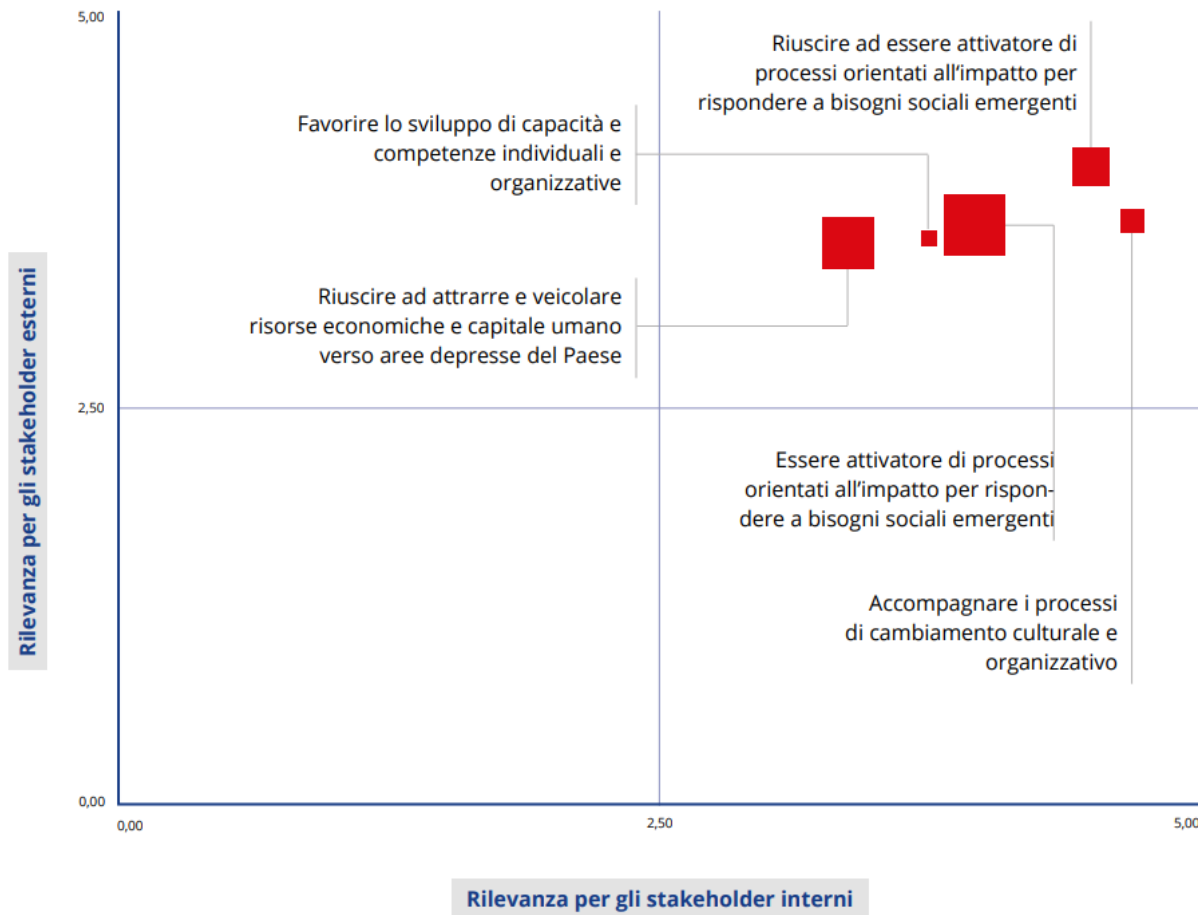 5,00
Riuscire ad essere attivatore di
processi orientati all'impatto per
rispondere a bisogni sociali emergenti
Favorire lo sviluppo di capacità e
competenze individuali e
organizzative
Riuscire ad attrarre e veicolare
risorse economiche e capitale umano
verso aree depresse del Paese
2,50
Essere attivatore di processi
orientati all'impatto per rispon-
dere a bisogni sociali emergenti
Accompagnare i processi
di cambiamento culturale e
organizzativo
Rilevanza per gli stakeholder esterni
0,00
0,00
2,50
5,00
Rilevanza per gli stakeholder interni